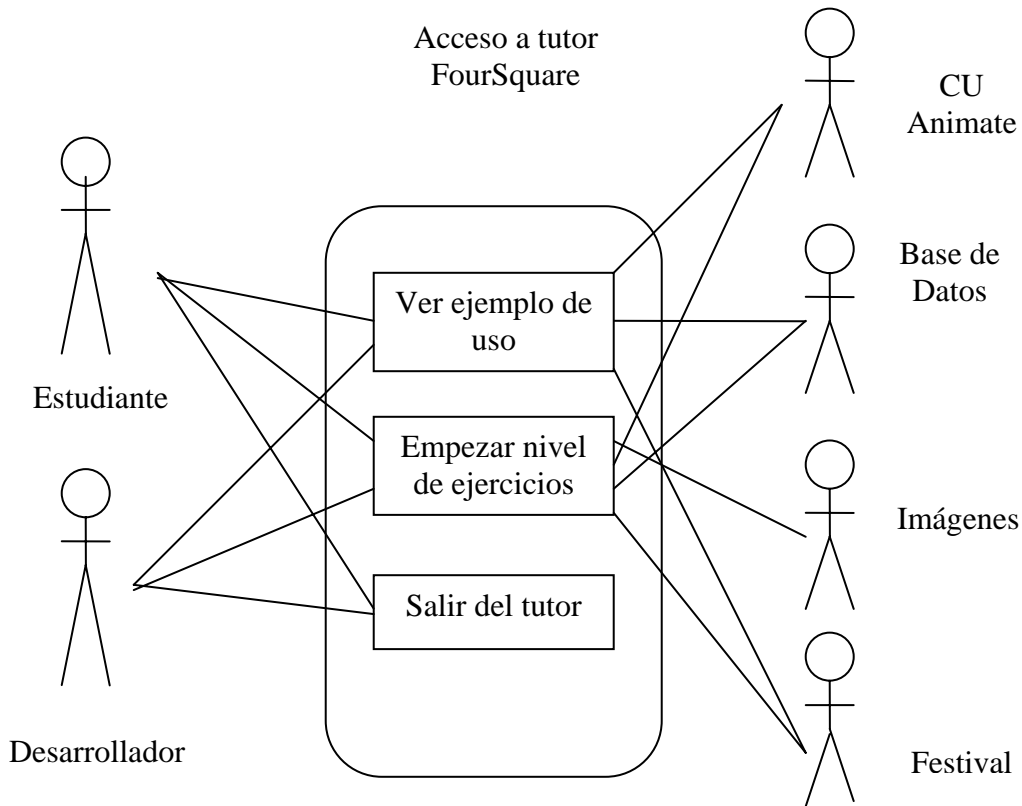 Acceso a tutor
FourSquare
CU
Animate
Estudiante
Ver ejemplo de
uso
Base de
Datos
Empezar nivel
de ejercicios
Imágenes
Salir del tutor
Desarrollador
Festival